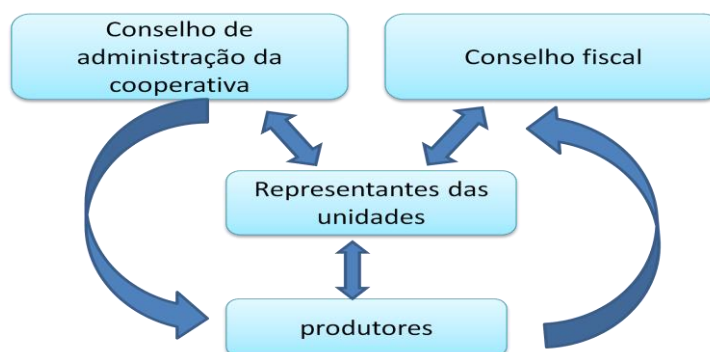 Conselho de
administração da
cooperativa
Conselho fiscal
Representantes das
unidades
produtores